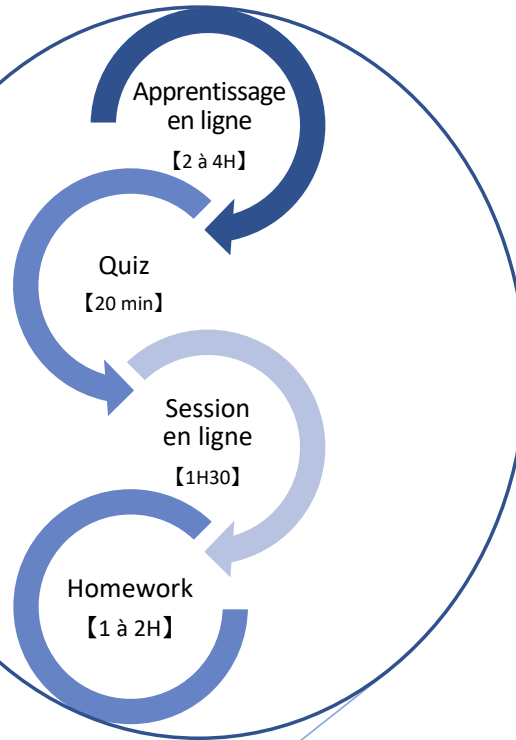 Apprentissage
en ligne
【2 à 4H】
Quiz
【20 min】
Session
en ligne
【1H30】
Homework
【1 à 2H】